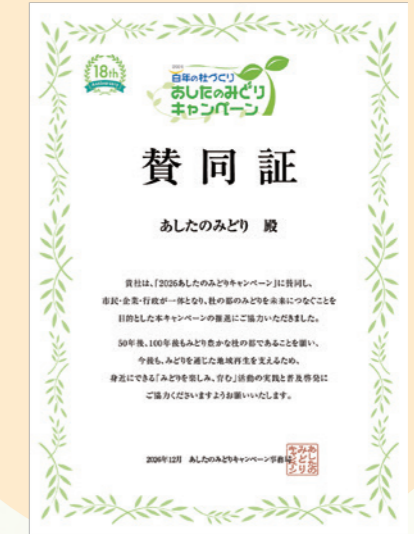 18th
Anniversary
2026
百年の杜づくり
あしたのみどり
キャンペーン
賛同証
あしたのみどり 殿
貴社は、「2026あしたのみどりキャンペーン」に賛同し、
市民・企業・行政が一体となり、杜の都のみどりを未来につなぐことを
目的とした本キャンペーンの推進にご協力いただきました。
50年後、100年後もみどり豊かな杜の都であることを願い、
今後も、みどりを通じた地域再生を支えるため、
身近にできる「みどりを楽しみ、育む」活動の実践と普及啓発に
ご協力くださいますようお願いいたします。
2026年12月 あしたのみどりキャンペーン事務局